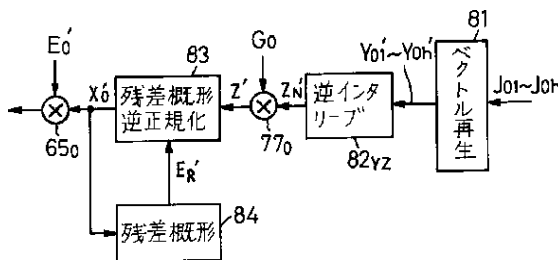 81
ベクトル再生
J01~J0h
Y01'~Y0h'
逆インタリーブ
82YZ
ZN'
G0
770
Z'
83
残差概形
逆正規化
X0'
E0'
650
ER'
84
残差概形